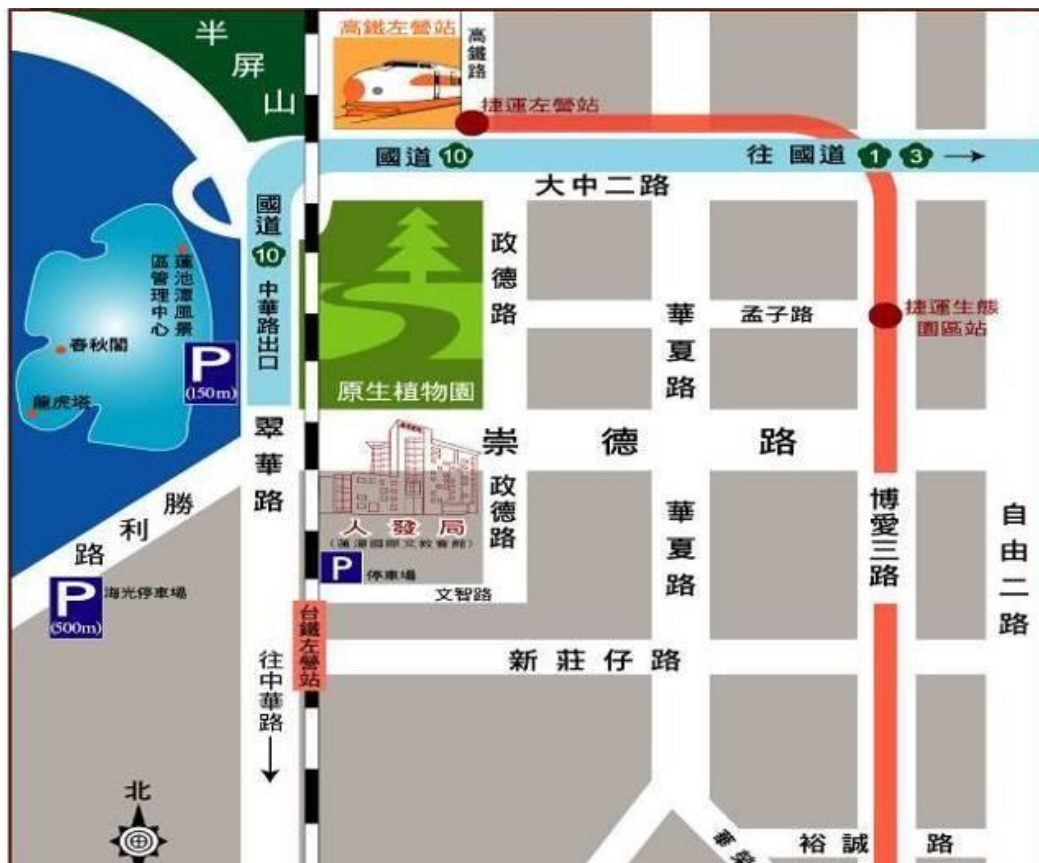 半屏山
高鐵左營站
高鐵路
捷運左營站
國道 10
往 國道 1 3
大中二路
國道 10 中華路出口
政德路
蓮池潭風景
區管理中心
春秋閣
龍虎塔
P
(150m)
原生植物園
華夏路
孟子路
捷運生態
園區站
翠華路
崇德路
政德路
人發局
(蓮潭國際文教會館)
P 停車場
文智路
華夏路
博愛三路
自由二路
勝利路
P
(500m)
海光停車場
台鐵左營站
往中華路
新莊仔路
北
裕誠路